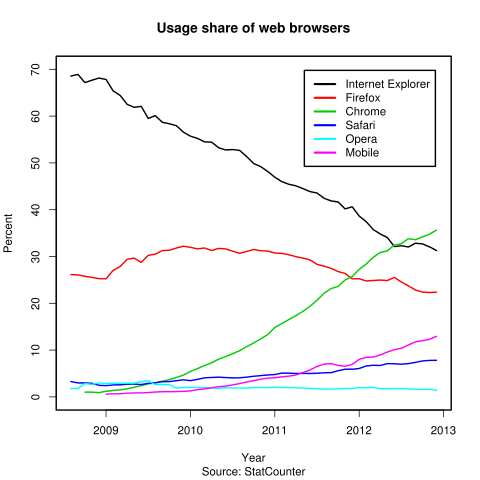 Usage share of web browsers
Percent
70
60
50
40
30
20
10
0
Internet Explorer
Firefox
Chrome
Safari
Opera
Mobile
2009
2010
2011
2012
2013
Year
Source: StatCounter